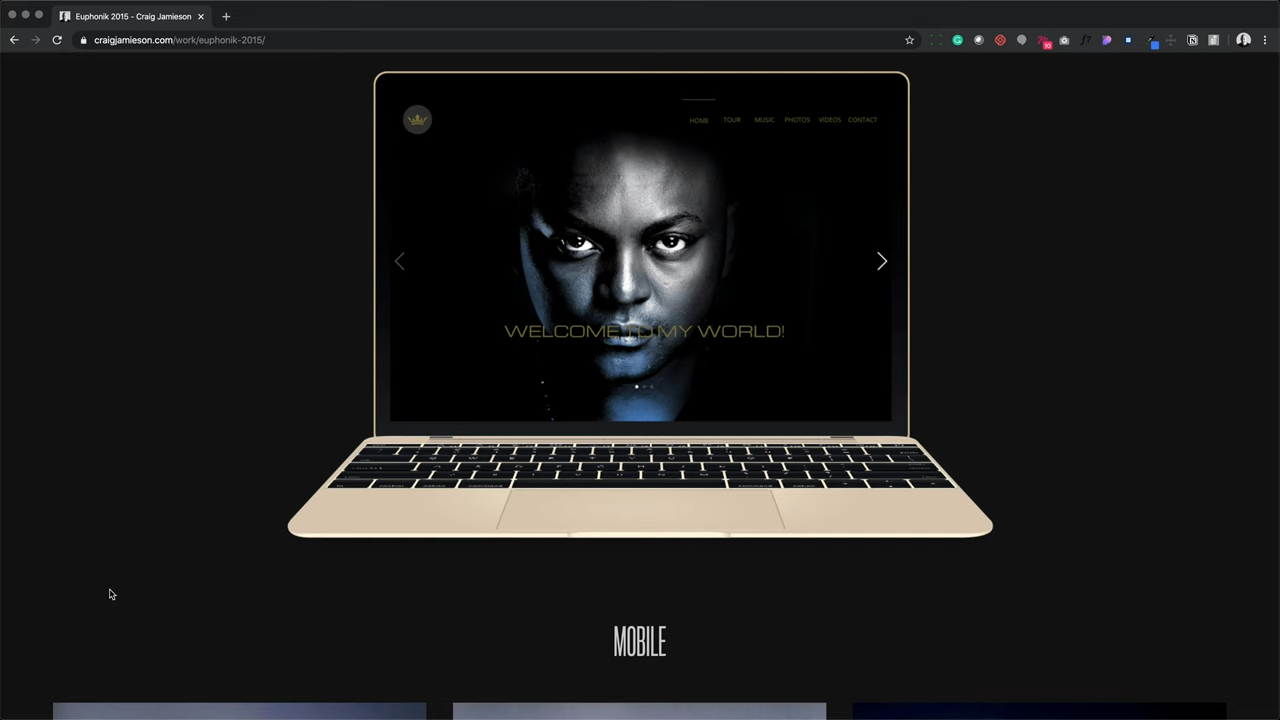 Euphonik 2015 - Craig Jamieson
craigjamieson.com/work/euphonik-2015/
10
HOME TOUR MUSIC PHOTOS VIDEOS CONTACT
WELCOME TO MY WORLD!
MOBILE